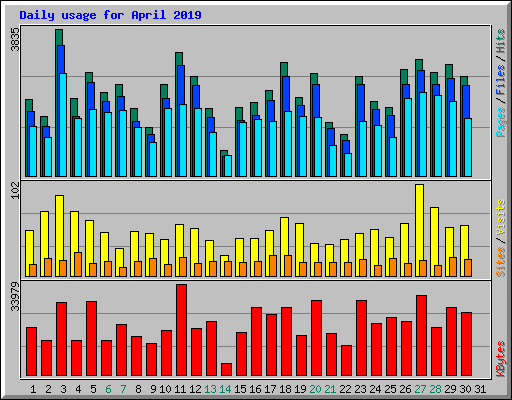 Daily usage for April 2019
3835
Pages / Files / Hits
102
Sites / Visits
33979
KBytes
1 2 3 4 5 6 7 8 9 10 11 12 13 14 15 16 17 18 19 20 21 22 23 24 25 26 27 28 29 30 31